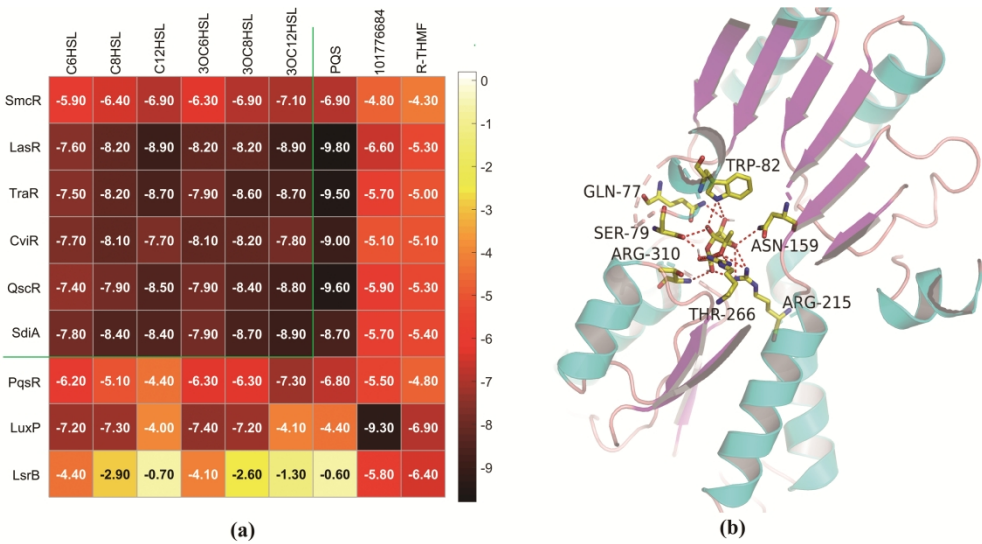 C6HSL C8HSL C12HSL 3OC6HSL 3OC8HSL 3OC12HSL PQS 101776684 R-THMF
SmcR -5.90 -6.40 -6.90 -6.30 -6.90 -7.10 -6.90 -4.80 -4.30
LasR -7.60 -8.20 -8.90 -8.20 -8.20 -8.90 -9.80 -6.60 -5.30
TraR -7.50 -8.20 -8.70 -7.90 -8.60 -8.70 -9.50 -5.70 -5.00
CviR -7.70 -8.10 -7.70 -8.10 -8.20 -7.80 -9.00 -5.10 -5.10
QscR -7.40 -7.90 -8.50 -7.90 -8.40 -8.80 -9.60 -5.90 -5.30
SdiA -7.80 -8.40 -8.40 -7.90 -8.70 -8.90 -8.70 -5.70 -5.40
PqsR -6.20 -5.10 -4.40 -6.30 -6.30 -7.30 -6.80 -5.50 -4.80
LuxP -7.20 -7.30 -4.00 -7.40 -7.20 -4.10 -4.40 -9.30 -6.90
LsrB -4.40 -2.90 -0.70 -4.10 -2.60 -1.30 -0.60 -5.80 -6.40
0
-1
-2
-3
-4
-5
-6
-7
-8
-9
(a)
TRP-82
GLN-77
SER-79
ASN-159
ARG-310
THR-266
ARG-215
(b)